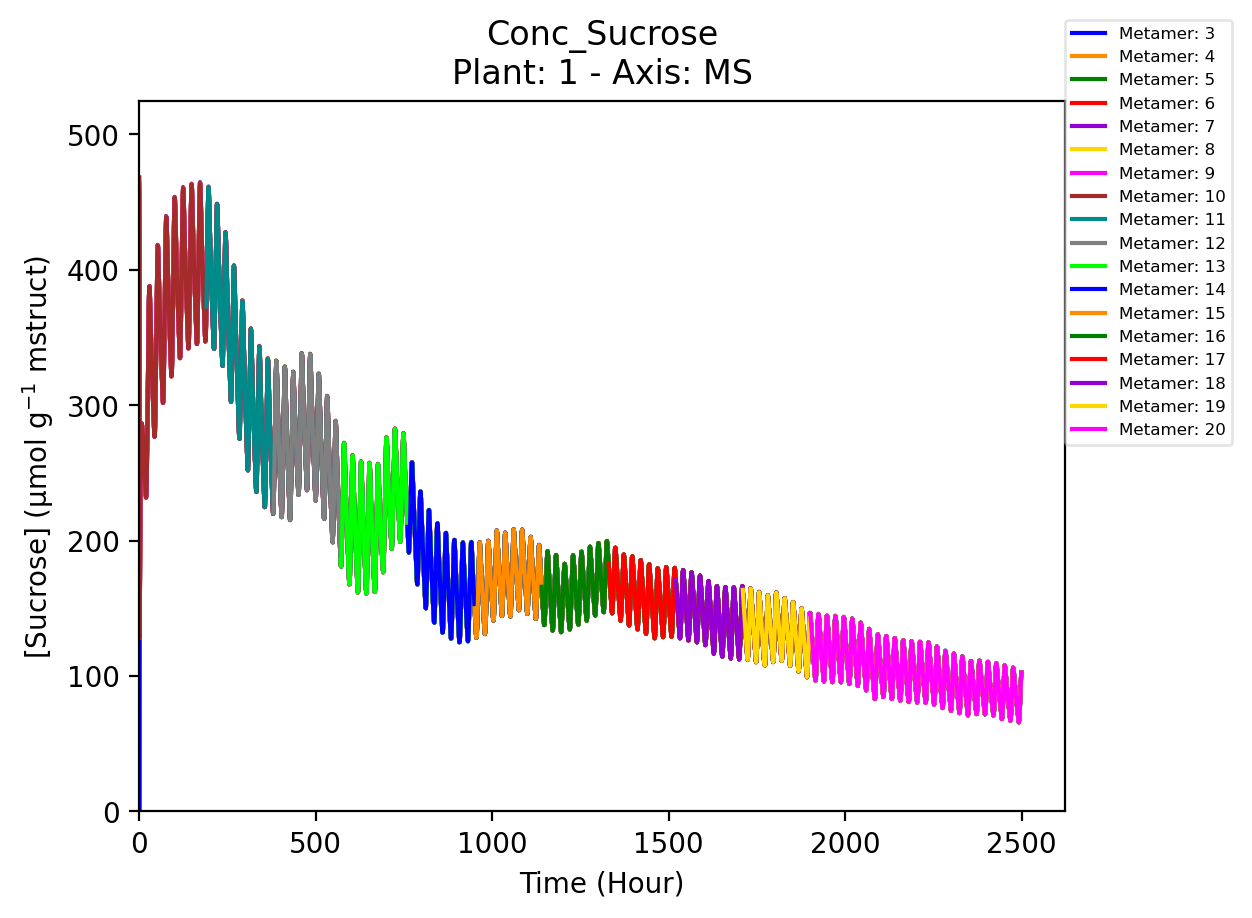 Conc_Sucrose
Plant: 1 - Axis: MS
[Sucrose] (µmol g⁻¹ mstruct)
500
400
300
200
100
0
0 500 1000 1500 2000 2500
Time (Hour)
Metamer: 3
Metamer: 4
Metamer: 5
Metamer: 6
Metamer: 7
Metamer: 8
Metamer: 9
Metamer: 10
Metamer: 11
Metamer: 12
Metamer: 13
Metamer: 14
Metamer: 15
Metamer: 16
Metamer: 17
Metamer: 18
Metamer: 19
Metamer: 20